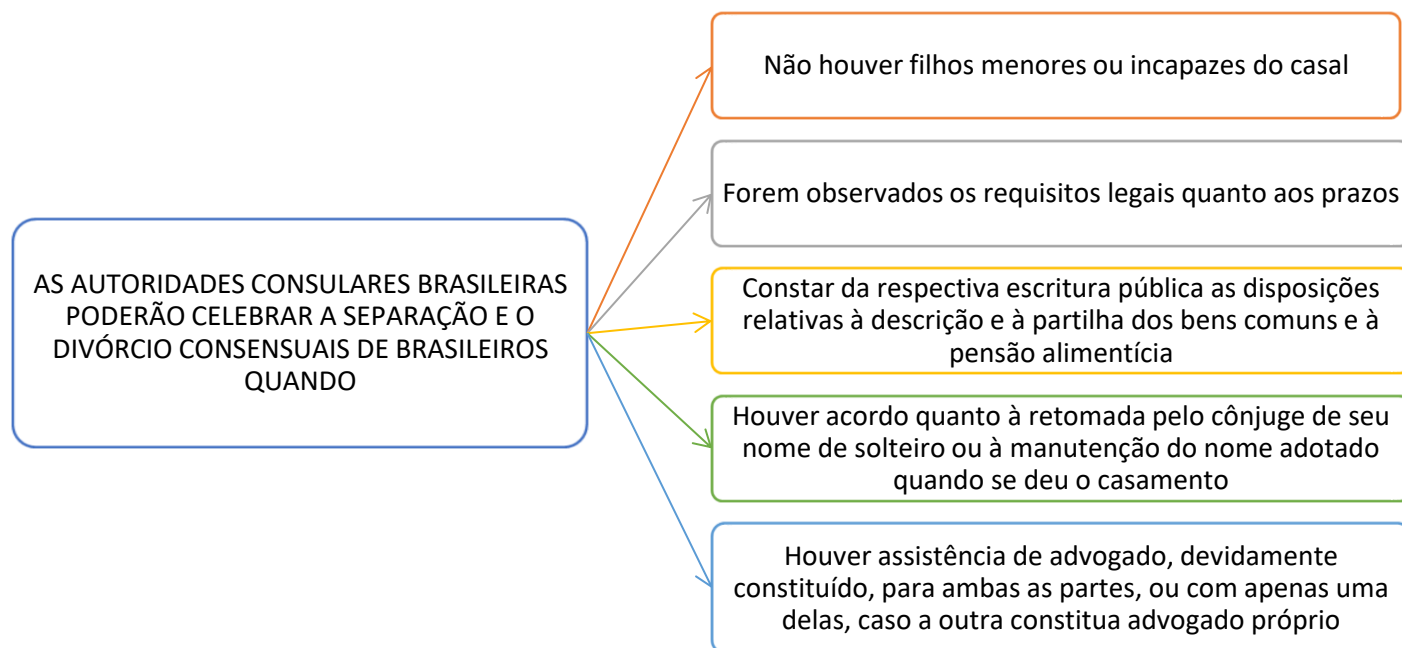 AS AUTORIDADES CONSULARES BRASILEIRAS
PODERÃO CELEBRAR A SEPARAÇÃO E O
DIVÓRCIO CONSENSUAIS DE BRASILEIROS
QUANDO
Não houver filhos menores ou incapazes do casal
Forem observados os requisitos legais quanto aos prazos
Constar da respectiva escritura pública as disposições
relativas à descrição e à partilha dos bens comuns e à
pensão alimentícia
Houver acordo quanto à retomada pelo cônjuge de seu
nome de solteiro ou à manutenção do nome adotado
quando se deu o casamento
Houver assistência de advogado, devidamente
constituído, para ambas as partes, ou com apenas uma
delas, caso a outra constitua advogado próprio